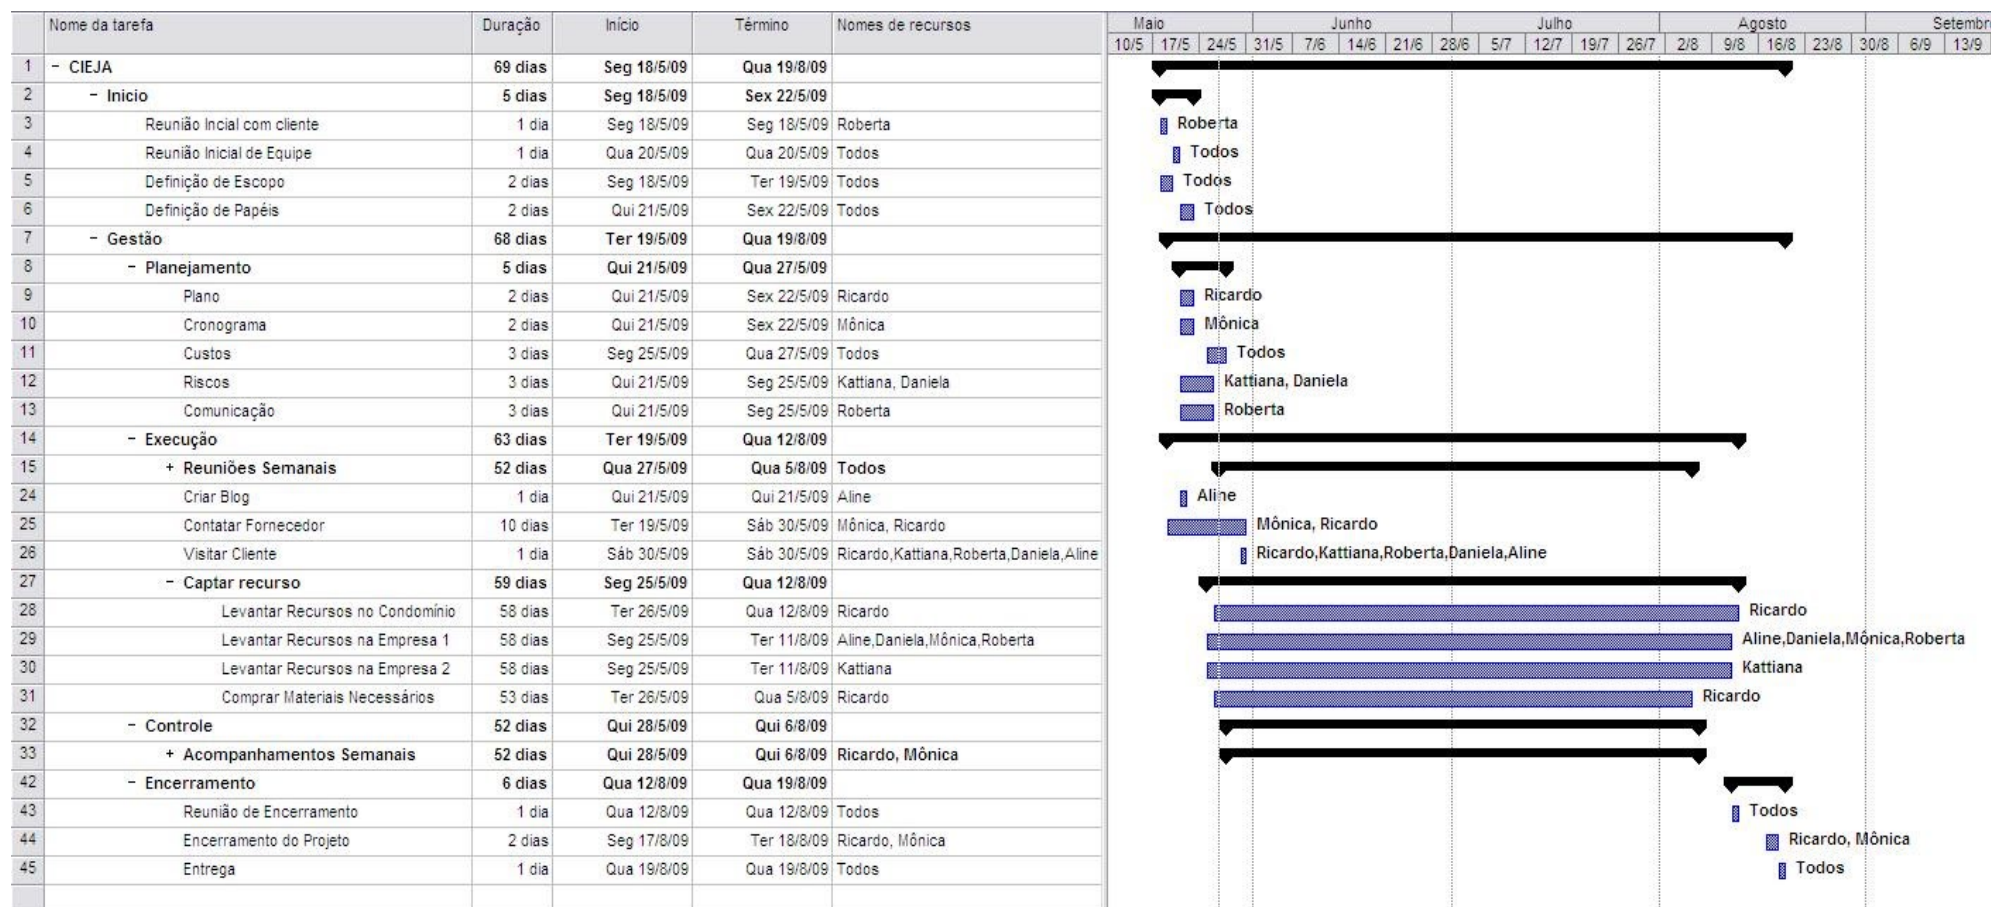 Nome da tarefa Duração Início Término Nomes de recursos Maio Junho Julho Agosto Setembr
10/5 17/5 24/5 31/5 7/6 14/6 21/6 28/6 5/7 12/7 19/7 26/7 2/8 9/8 16/8 23/8 30/8 6/9 13/9
1 - CIEJA 69 dias Seg 18/5/09 Qua 19/8/09
2 - Inicio 5 dias Seg 18/5/09 Sex 22/5/09
3 Reunião Incial com cliente 1 dia Seg 18/5/09 Seg 18/5/09 Roberta Roberta
4 Reunião Inicial de Equipe 1 dia Qua 20/5/09 Qua 20/5/09 Todos Todos
5 Definição de Escopo 2 dias Seg 18/5/09 Ter 19/5/09 Todos Todos
6 Definição de Papéis 2 dias Qui 21/5/09 Sex 22/5/09 Todos Todos
7 - Gestão 68 dias Ter 19/5/09 Qua 19/8/09
8 - Planejamento 5 dias Qui 21/5/09 Qua 27/5/09
9 Plano 2 dias Qui 21/5/09 Sex 22/5/09 Ricardo Ricardo
10 Cronograma 2 dias Qui 21/5/09 Sex 22/5/09 Mônica Mônica
11 Custos 3 dias Seg 25/5/09 Qua 27/5/09 Todos Todos
12 Riscos 3 dias Qui 21/5/09 Seg 25/5/09 Kattiana, Daniela Kattiana, Daniela
13 Comunicação 3 dias Qui 21/5/09 Seg 25/5/09 Roberta Roberta
14 - Execução 63 dias Ter 19/5/09 Qua 12/8/09
15 + Reuniões Semanais 52 dias Qua 27/5/09 Qua 5/8/09 Todos
24 Criar Blog 1 dia Qui 21/5/09 Qui 21/5/09 Aline Aline
25 Contatar Fornecedor 10 dias Ter 19/5/09 Sáb 30/5/09 Mônica, Ricardo Mônica, Ricardo
26 Visitar Cliente 1 dia Sáb 30/5/09 Sáb 30/5/09 Ricardo,Kattiana,Roberta,Daniela,Aline Ricardo,Kattiana,Roberta,Daniela,Aline
27 - Captar recurso 59 dias Seg 25/5/09 Qua 12/8/09
28 Levantar Recursos no Condomínio 58 dias Ter 26/5/09 Qua 12/8/09 Ricardo Ricardo
29 Levantar Recursos na Empresa 1 58 dias Seg 25/5/09 Ter 11/8/09 Aline,Daniela,Mônica,Roberta Aline,Daniela,Mônica,Roberta
30 Levantar Recursos na Empresa 2 58 dias Seg 25/5/09 Ter 11/8/09 Kattiana Kattiana
31 Comprar Materiais Necessários 53 dias Ter 26/5/09 Qua 5/8/09 Ricardo Ricardo
32 - Controle 52 dias Qui 28/5/09 Qui 6/8/09
33 + Acompanhamentos Semanais 52 dias Qui 28/5/09 Qui 6/8/09 Ricardo, Mônica
42 - Encerramento 6 dias Qua 12/8/09 Qua 19/8/09
43 Reunião de Encerramento 1 dia Qua 12/8/09 Qua 12/8/09 Todos Todos
44 Encerramento do Projeto 2 dias Seg 17/8/09 Ter 18/8/09 Ricardo, Mônica Ricardo, Mônica
45 Entrega 1 dia Qua 19/8/09 Qua 19/8/09 Todos Todos